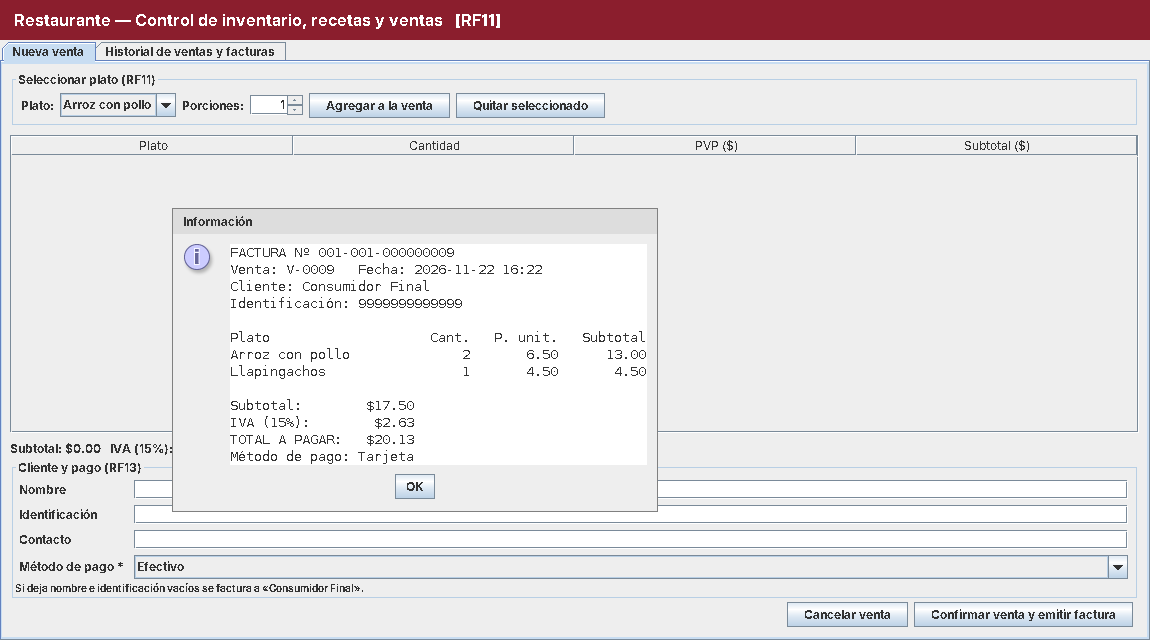 Restaurante — Control de inventario, recetas y ventas [RF11]
Nueva venta Historial de ventas y facturas
Seleccionar plato (RF11)
Plato: Arroz con pollo Porciones: 1 Agregar a la venta Quitar seleccionado
Plato Cantidad PVP ($) Subtotal ($)
Información
FACTURA Nº 001-001-000000009
Venta: V-0009 Fecha: 2026-11-22 16:22
Cliente: Consumidor Final
Identificación: 9999999999999
Plato Cant. P. unit. Subtotal
Arroz con pollo 2 6.50 13.00
Llapingachos 1 4.50 4.50
Subtotal: $17.50
IVA (15%): $2.63
TOTAL A PAGAR: $20.13
Método de pago: Tarjeta
OK
Subtotal: $0.00 IVA (15%):
Cliente y pago (RF13)
Nombre
Identificación
Contacto
Método de pago * Efectivo
Si deja nombre e identificación vacíos se factura a «Consumidor Final».
Cancelar venta Confirmar venta y emitir factura